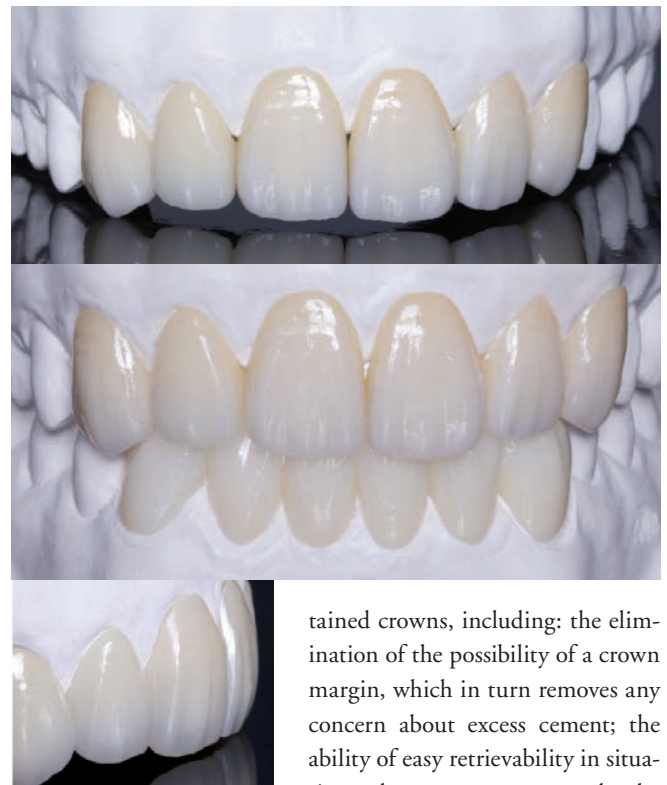 tained crowns, including: the elim-
ination of the possibility of a crown
margin, which in turn removes any
concern about excess cement; the
ability of easy retrievability in situa-